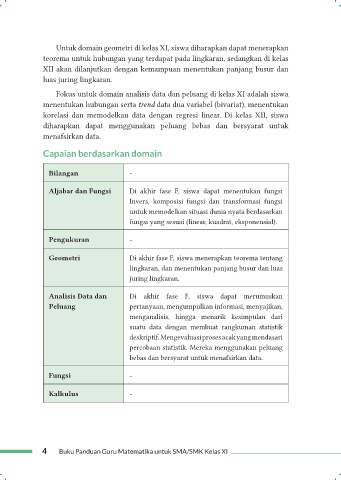 Untuk domain geometri di kelas XI, siswa diharapkan dapat menerapkan
teorema untuk hubungan yang terdapat pada lingkaran, sedangkan di kelas
XII akan dilanjutkan dengan kemampuan menentukan panjang busur dan
luas juring lingkaran.
Fokus untuk domain analisis data dan peluang di kelas XI adalah siswa
menentukan hubungan serta trend data dua variabel (bivariat), menentukan
korelasi dan memodelkan data dengan regresi linear. Di kelas XII, siswa
diharapkan dapat menggunakan peluang bebas dan bersyarat untuk
menafsirkan data.
Capaian berdasarkan domain
Bilangan -
Aljabar dan Fungsi Di akhir fase F, siswa dapat menentukan fungsi
Invers, komposisi fungsi dan transformasi fungsi
untuk memodelkan situasi dunia nyata berdasarkan
fungsi yang sesuai (linear, kuadrat, eksponensial).
Pengukuran -
Geometri Di akhir fase F, siswa menerapkan teorema tentang
lingkaran, dan menentukan panjang busur dan luas
juring lingkaran.
Analisis Data dan Di akhir fase F, siswa dapat merumuskan
Peluang pertanyaan, mengumpulkan informasi, menyajikan,
menganalisis, hingga menarik kesimpulan dari
suatu data dengan membuat rangkuman statistik
deskriptif. Mengevaluasi proses acak yang mendasari
percobaan statistik. Mereka menggunakan peluang
bebas dan bersyarat untuk menafsirkan data.
Fungsi -
Kalkulus -
4 Buku Panduan Guru Matematika untuk SMA/SMK Kelas XI